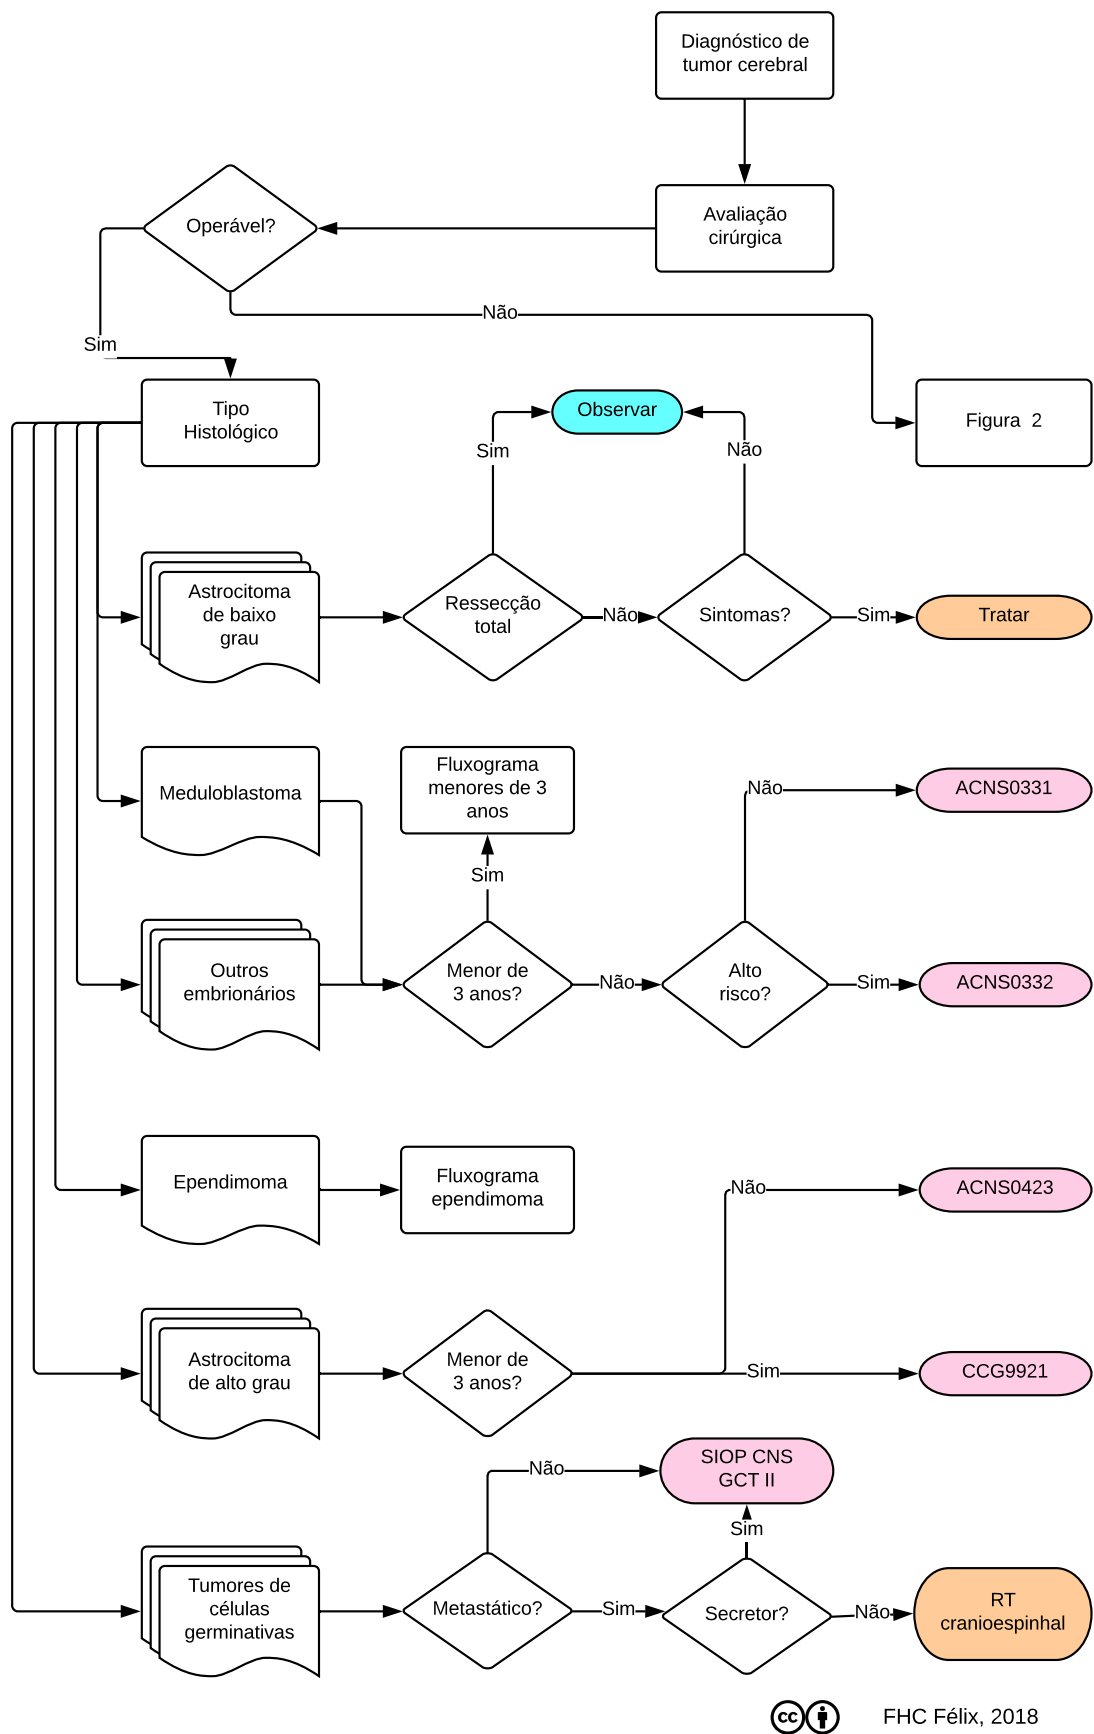 Diagnóstico de
tumor cerebral
Avaliação
cirúrgica
Operável?
Não
Sim
Tipo
Histológico
Observar
Figura 2
Sim
Não
Astrocitoma
de baixo
grau
Ressecção
total
Não
Sintomas?
Sim
Tratar
Meduloblastoma
Fluxograma
menores de 3
anos
Não
ACNS0331
Sim
Outros
embrionários
Menor de
3 anos?
Não
Alto
risco?
Sim
ACNS0332
Ependimoma
Fluxograma
ependimoma
Não
ACNS0423
Astrocitoma
de alto grau
Menor de
3 anos?
Sim
CCG9921
Não
SIOP CNS
GCT II
Sim
Tumores de
células
germinativas
Metastático?
Sim
Secretor?
Não
RT
cranioespinhal
cc
FHC Félix, 2018